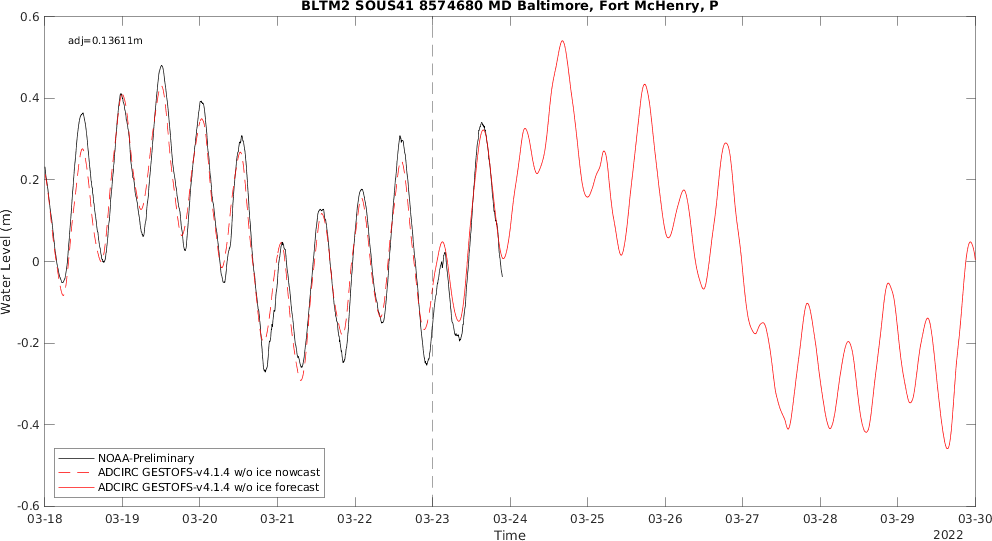 BLTM2 SOUS41 8574680 MD Baltimore, Fort McHenry, P
adj=0.13611m
0.6
0.4
0.2
0
-0.2
-0.4
-0.6
Water Level (m)
NOAA-Preliminary
ADCIRC GESTOFS-v4.1.4 w/o ice nowcast
ADCIRC GESTOFS-v4.1.4 w/o ice forecast
03-18 03-19 03-20 03-21 03-22 03-23 03-24 03-25 03-26 03-27 03-28 03-29 03-30
Time
2022